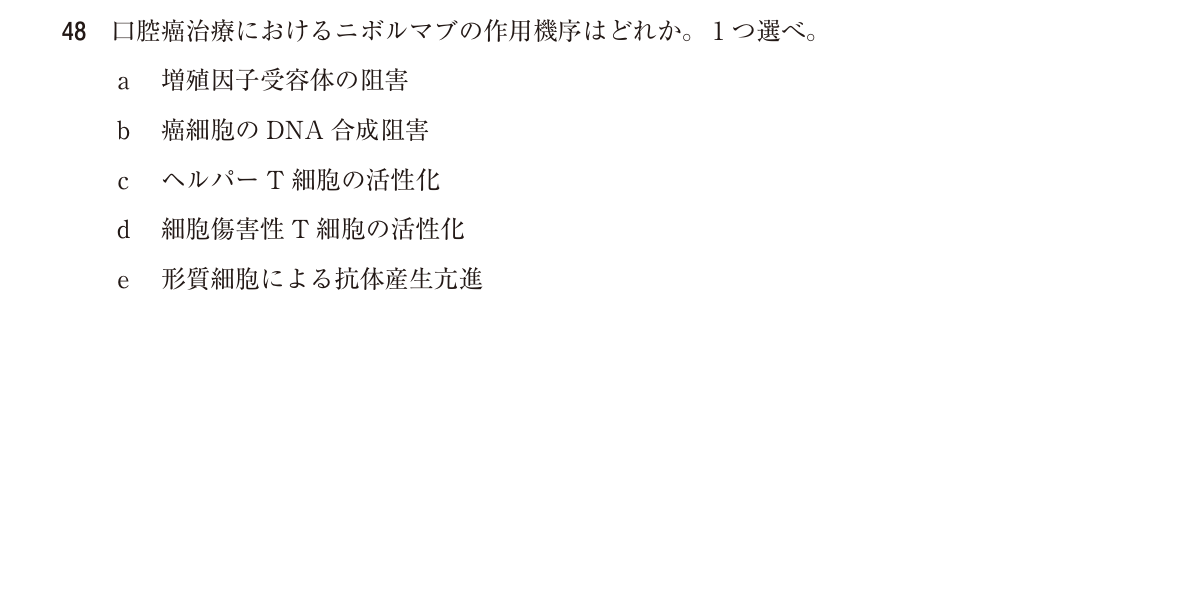 48 口腔癌治療におけるニボルマブの作用機序はどれか。1つ選べ。
a 増殖因子受容体の阻害
b 癌細胞の DNA 合成阻害
c ヘルパー T 細胞の活性化
d 細胞傷害性 T 細胞の活性化
e 形質細胞による抗体産生亢進